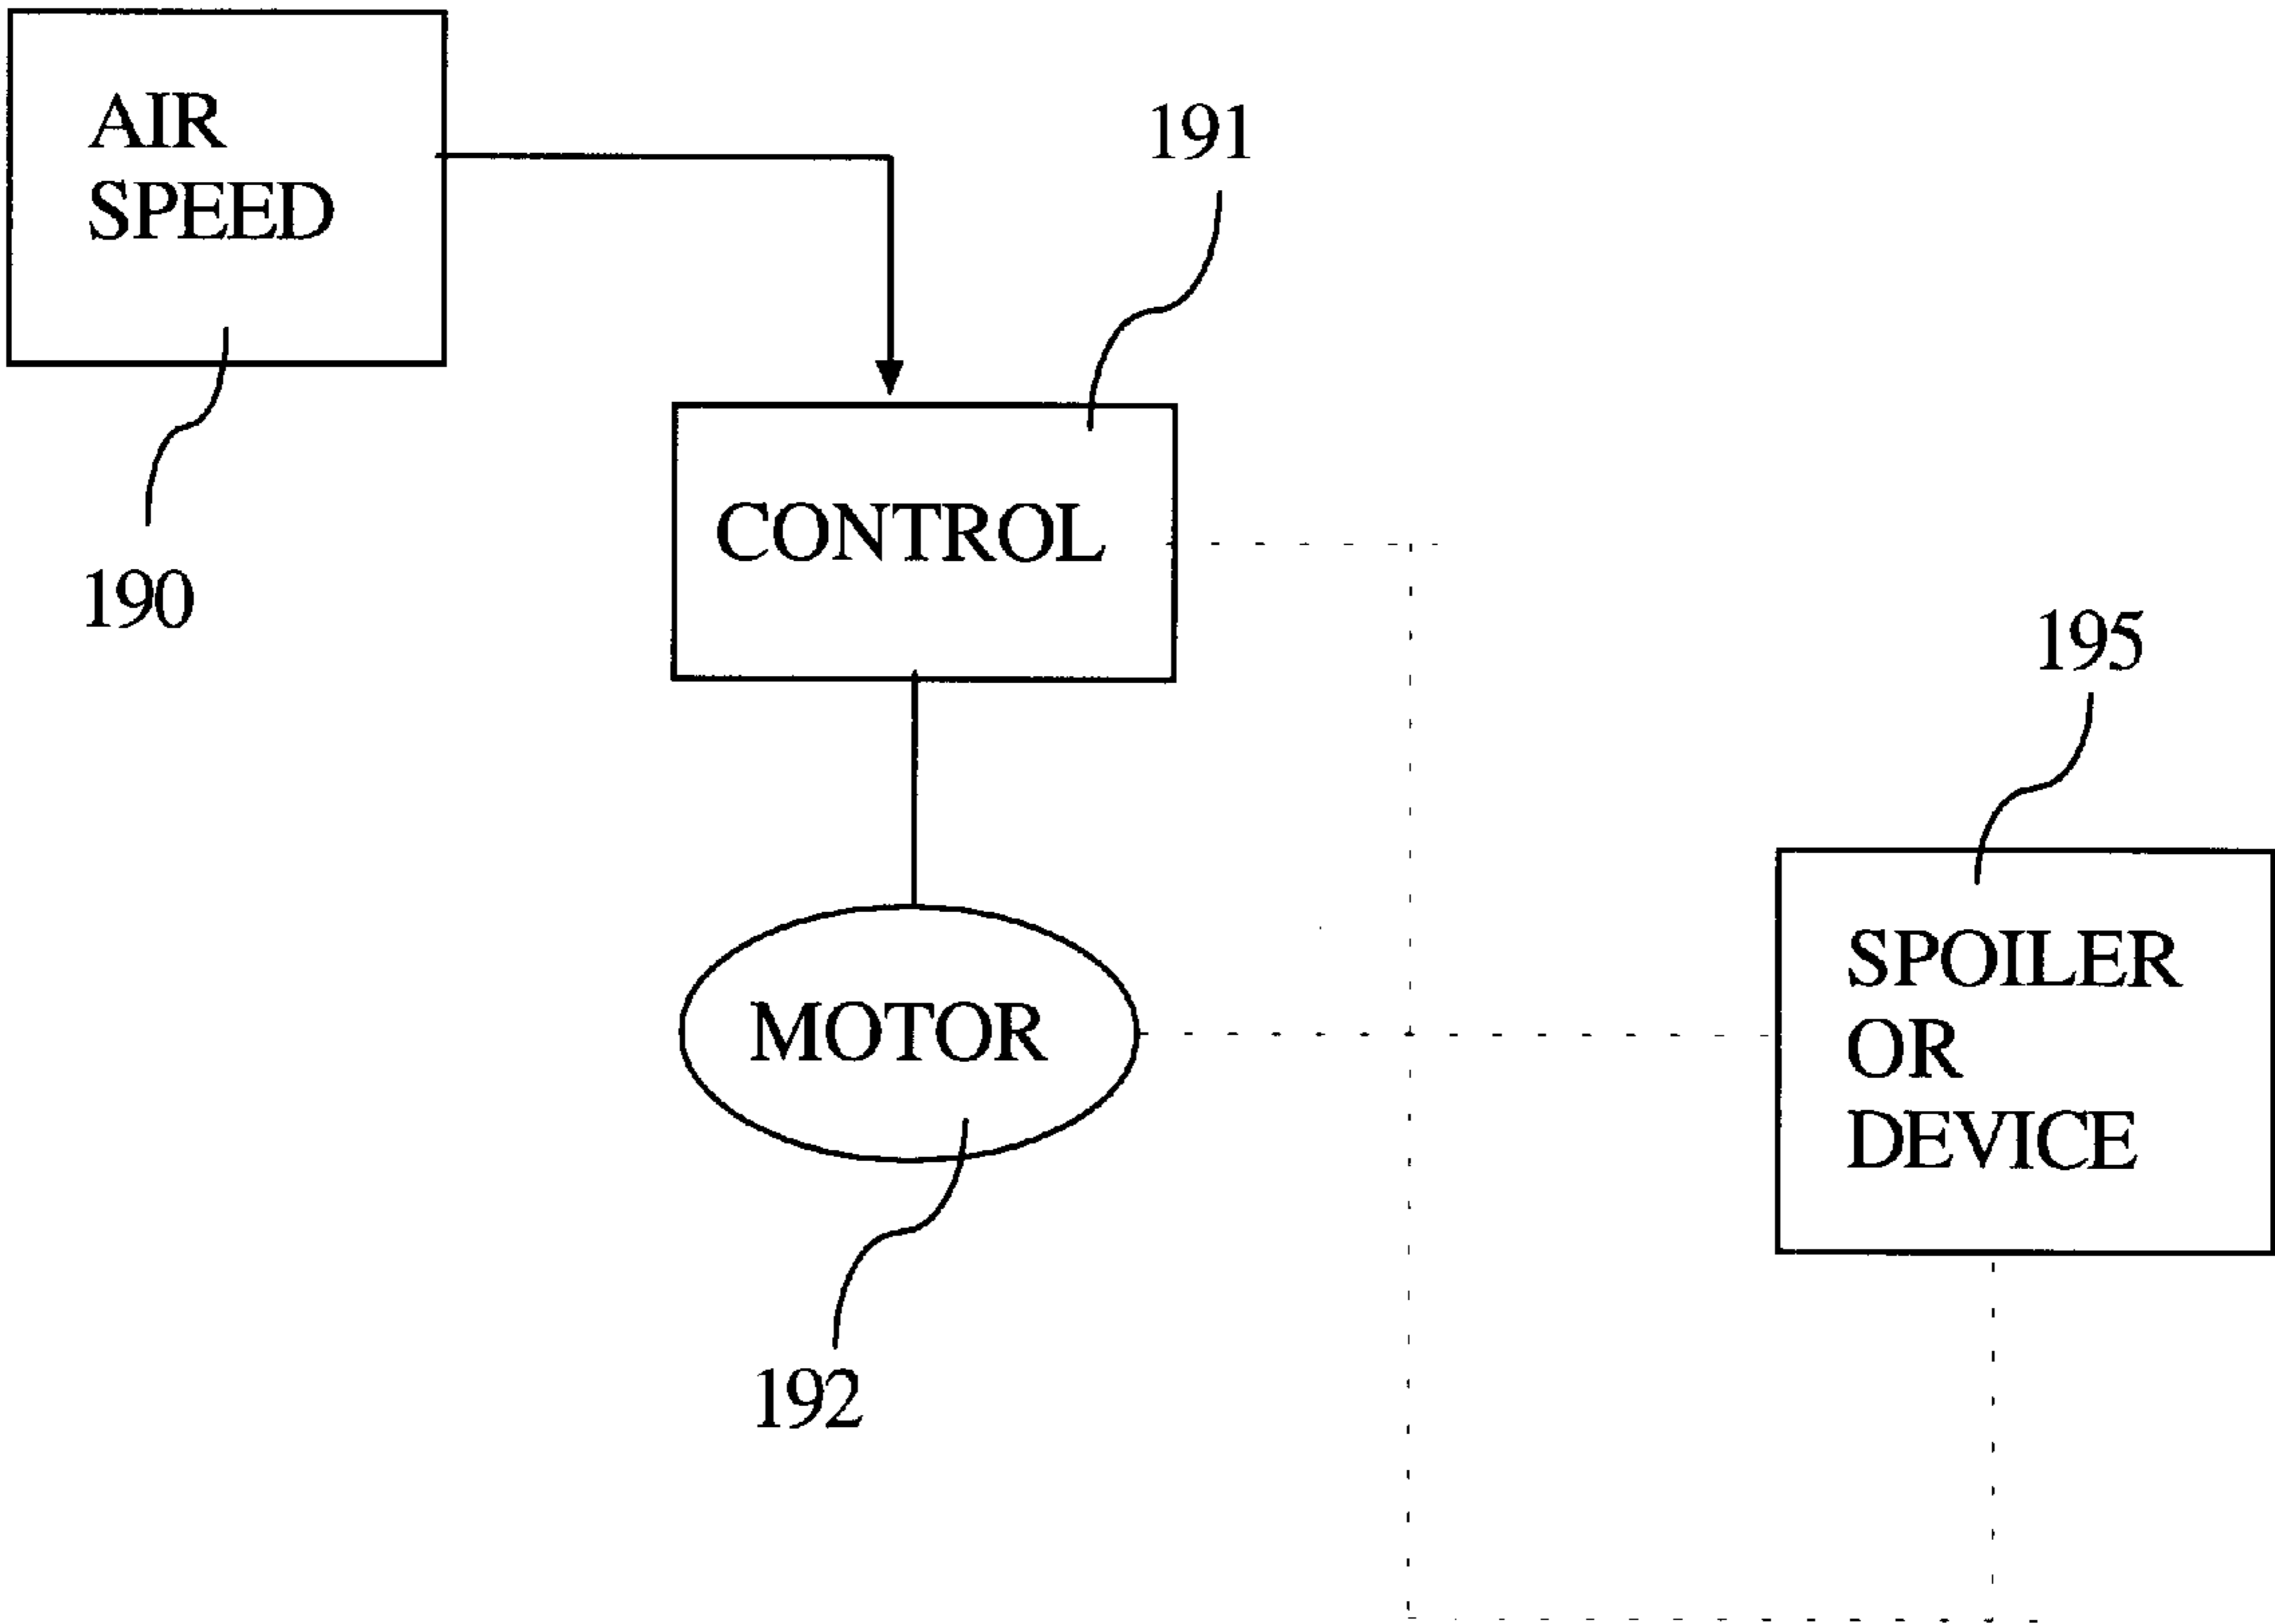 AIR
SPEED
190
191
CONTROL
MOTOR
192
195
SPOILER
OR
DEVICE